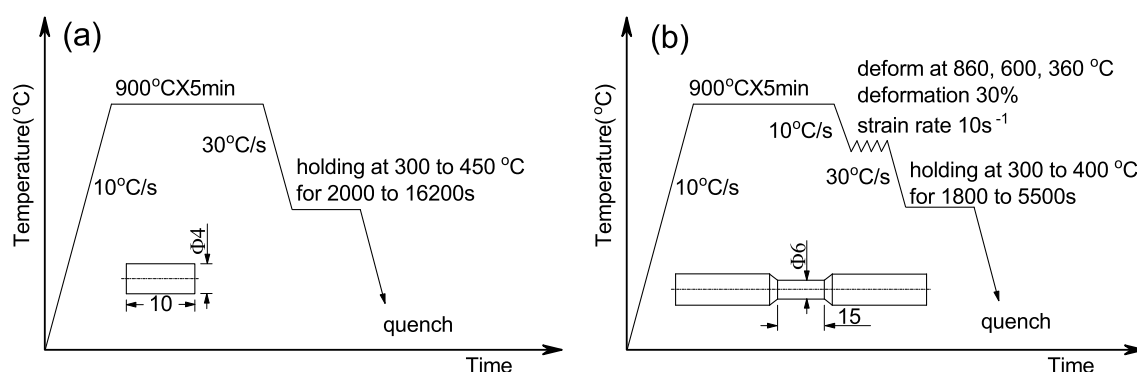 (a)
Temperature(°C)
900°CX5min
10°C/s
30°C/s
holding at 300 to 450 °C
for 2000 to 16200s
Φ4
10
quench
Time
(b)
Temperature(°C)
900°CX5min
deform at 860, 600, 360 °C
deformation 30%
strain rate 10s⁻¹
10°C/s
10°C/s
30°C/s
holding at 300 to 400 °C
for 1800 to 5500s
Φ6
15
quench
Time